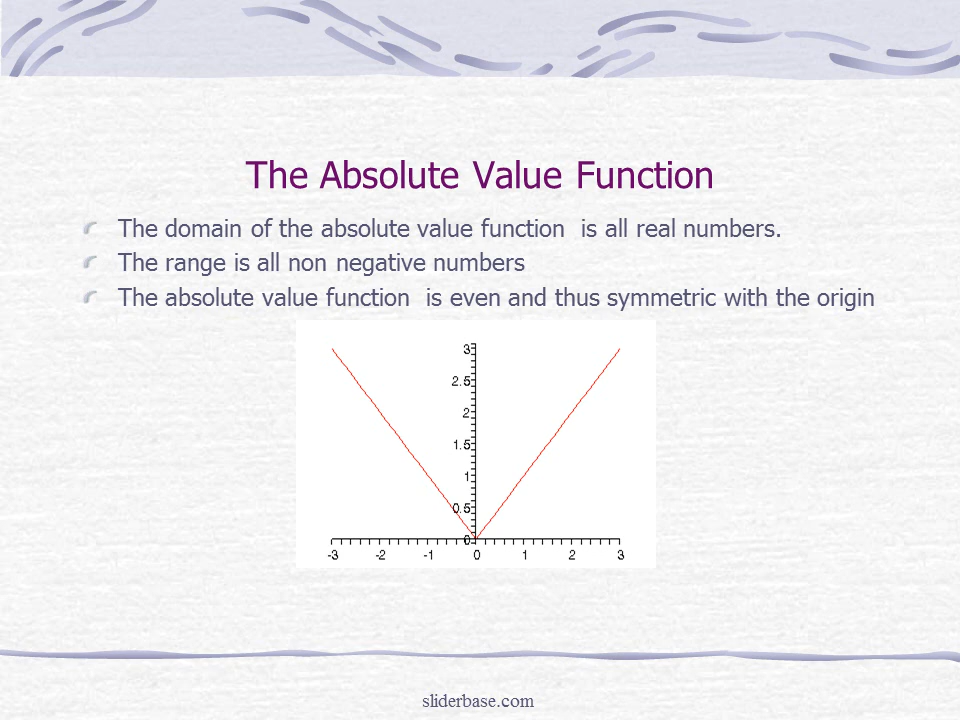 The Absolute Value Function
The domain of the absolute value function is all real numbers.
The range is all non negative numbers
The absolute value function is even and thus symmetric with the origin
3
2.5
2
1.5
1
0.5
0
-3 -2 -1 0 1 2 3
sliderbase.com